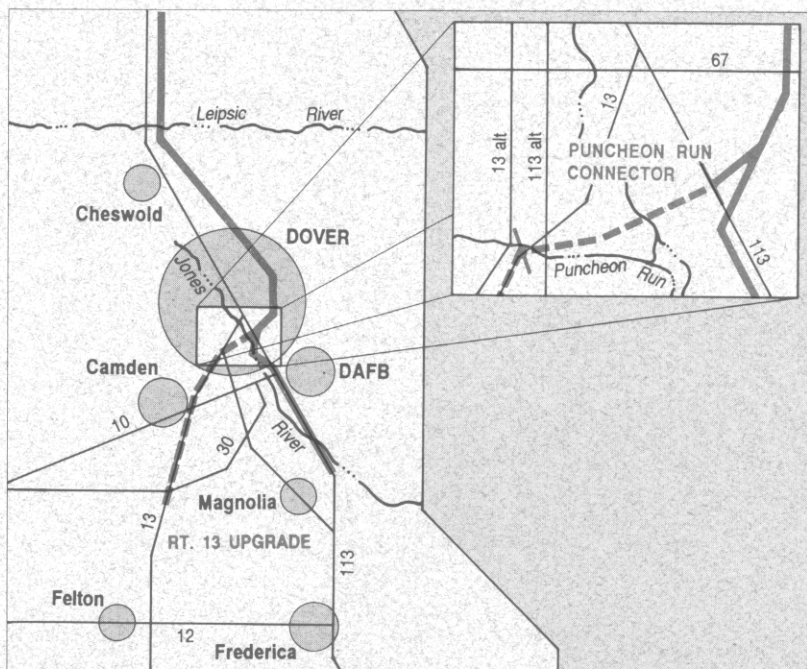 Leipsic River
Cheswold
DOVER
Jones
Camden
DAFB
10
30
River
Magnolia
13
RT. 13 UPGRADE
113
Felton
12
Frederica
67
13
13 alt
113 alt
PUNCHEON RUN
CONNECTOR
Puncheon Run
113